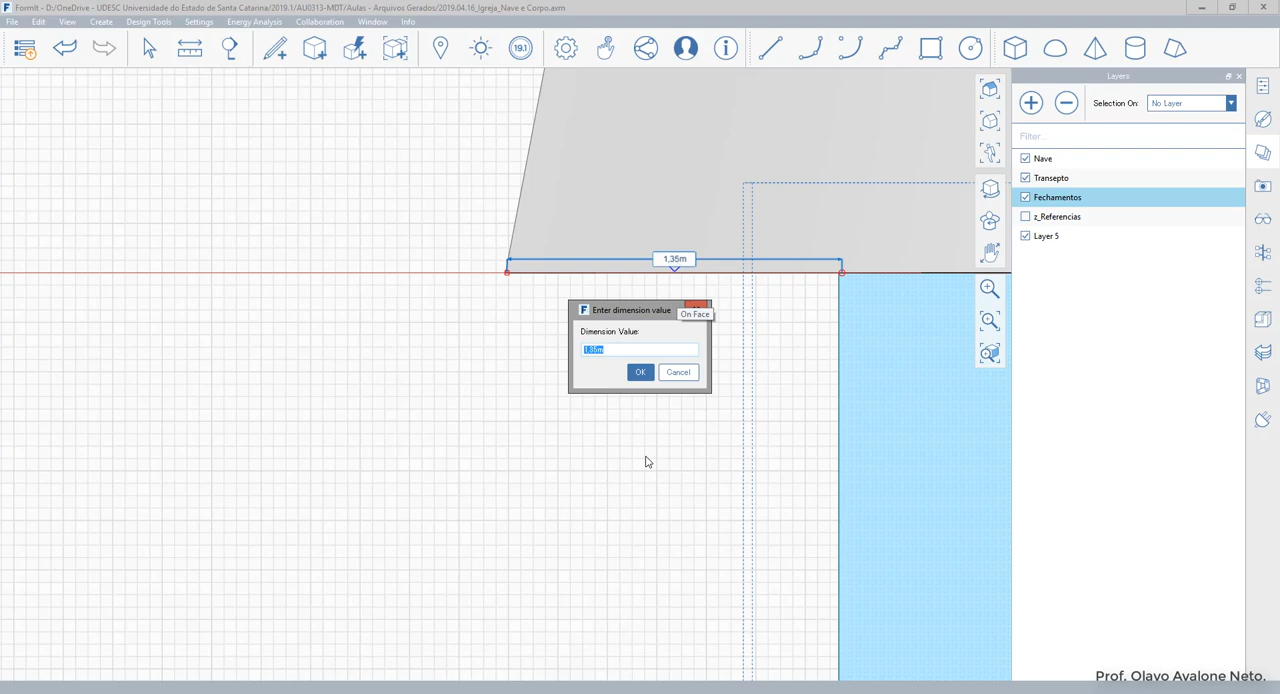 FormIt - D:/OneDrive - UDESC Universidade do Estado de Santa Catarina/2019.1/AU0313-MDT/Aulas - Arquivos Gerados/2019.04.16_Igreja_Nave e Corpo.axm
File Edit View Create Design Tools Settings Energy Analysis Collaboration Window Info
19.1
Layers
Selection On: No Layer
Filter...
Nave
Transepto
Fechamentos
z_Referencias
Layer 5
1,35m
Enter dimension value
On Face
Dimension Value:
1,35m
OK Cancel
Prof. Olavo Avalone Neto.